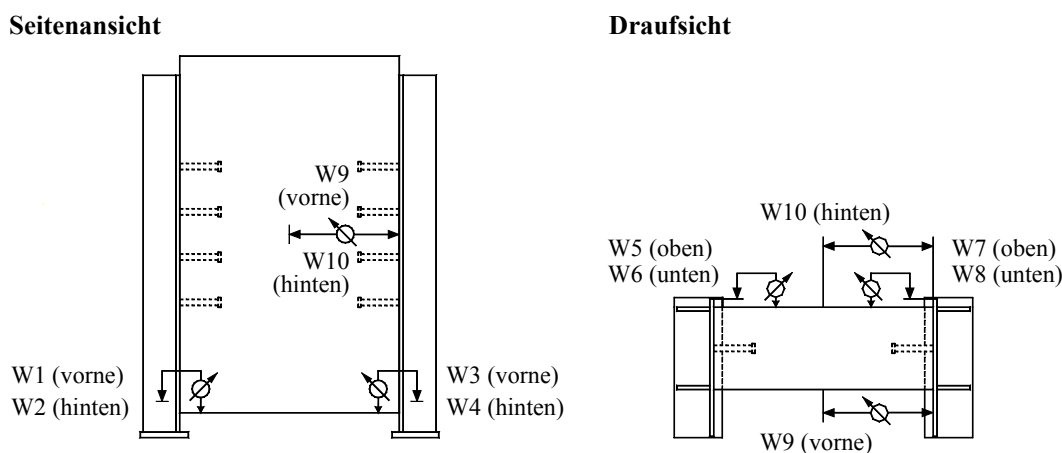 Seitenansicht
W9
(vorne)
W10
(hinten)
W1 (vorne)
W2 (hinten)
W3 (vorne)
W4 (hinten)
Draufsicht
W10 (hinten)
W5 (oben)
W6 (unten)
W7 (oben)
W8 (unten)
W9 (vorne)